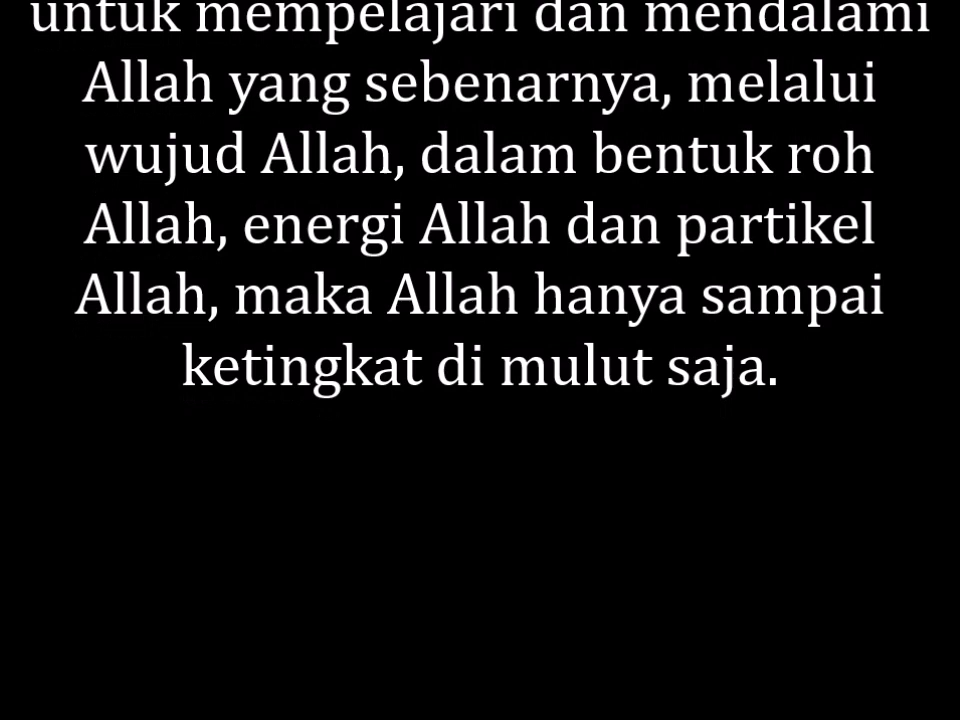 untuk mempelajari dan mendalami
Allah yang sebenarnya, melalui
wujud Allah, dalam bentuk roh
Allah, energi Allah dan partikel
Allah, maka Allah hanya sampai
ketingkat di mulut saja.